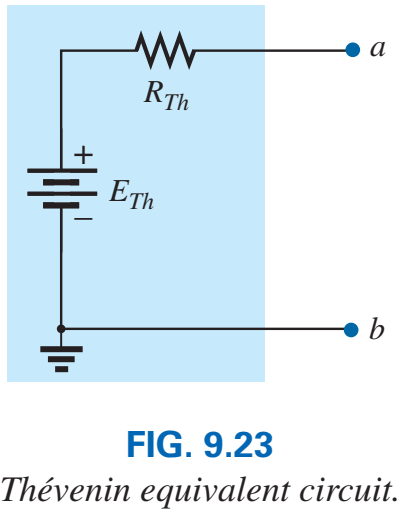 a
R_Th
+
E_Th
−
b
FIG. 9.23
Thévenin equivalent circuit.